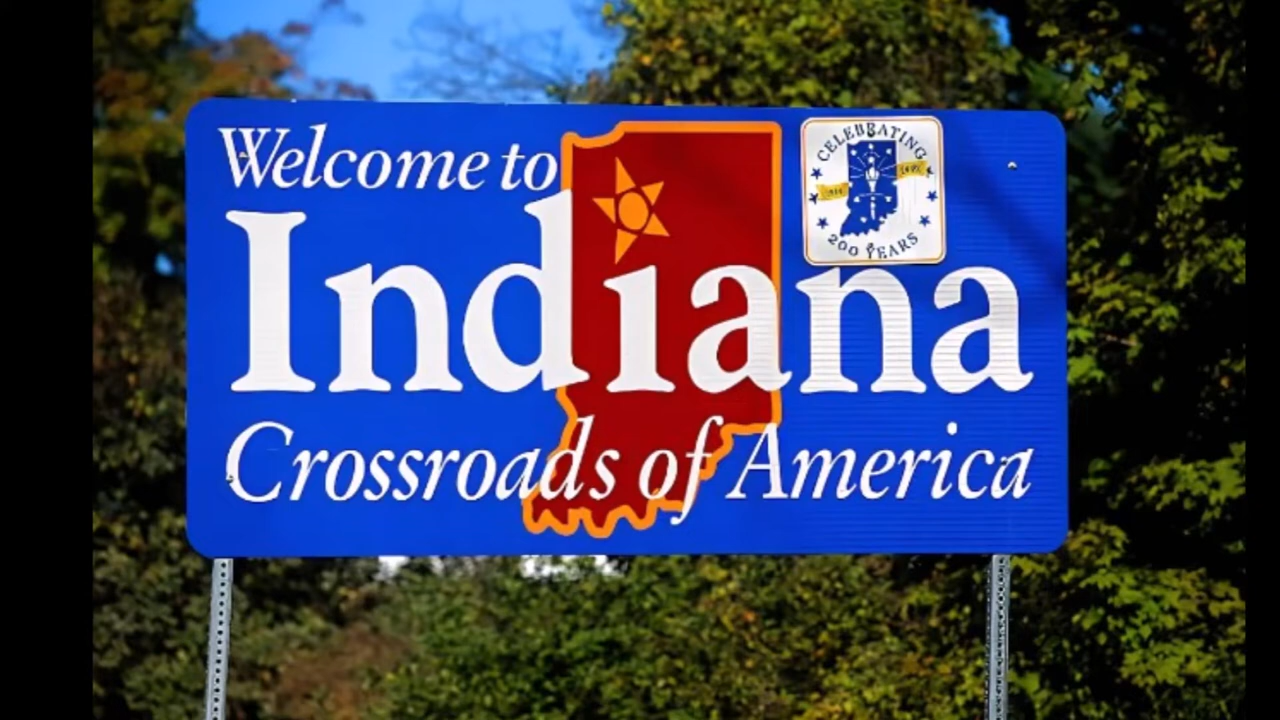 Welcome to
Indiana
Crossroads of America
CELEBRATING
200 YEARS